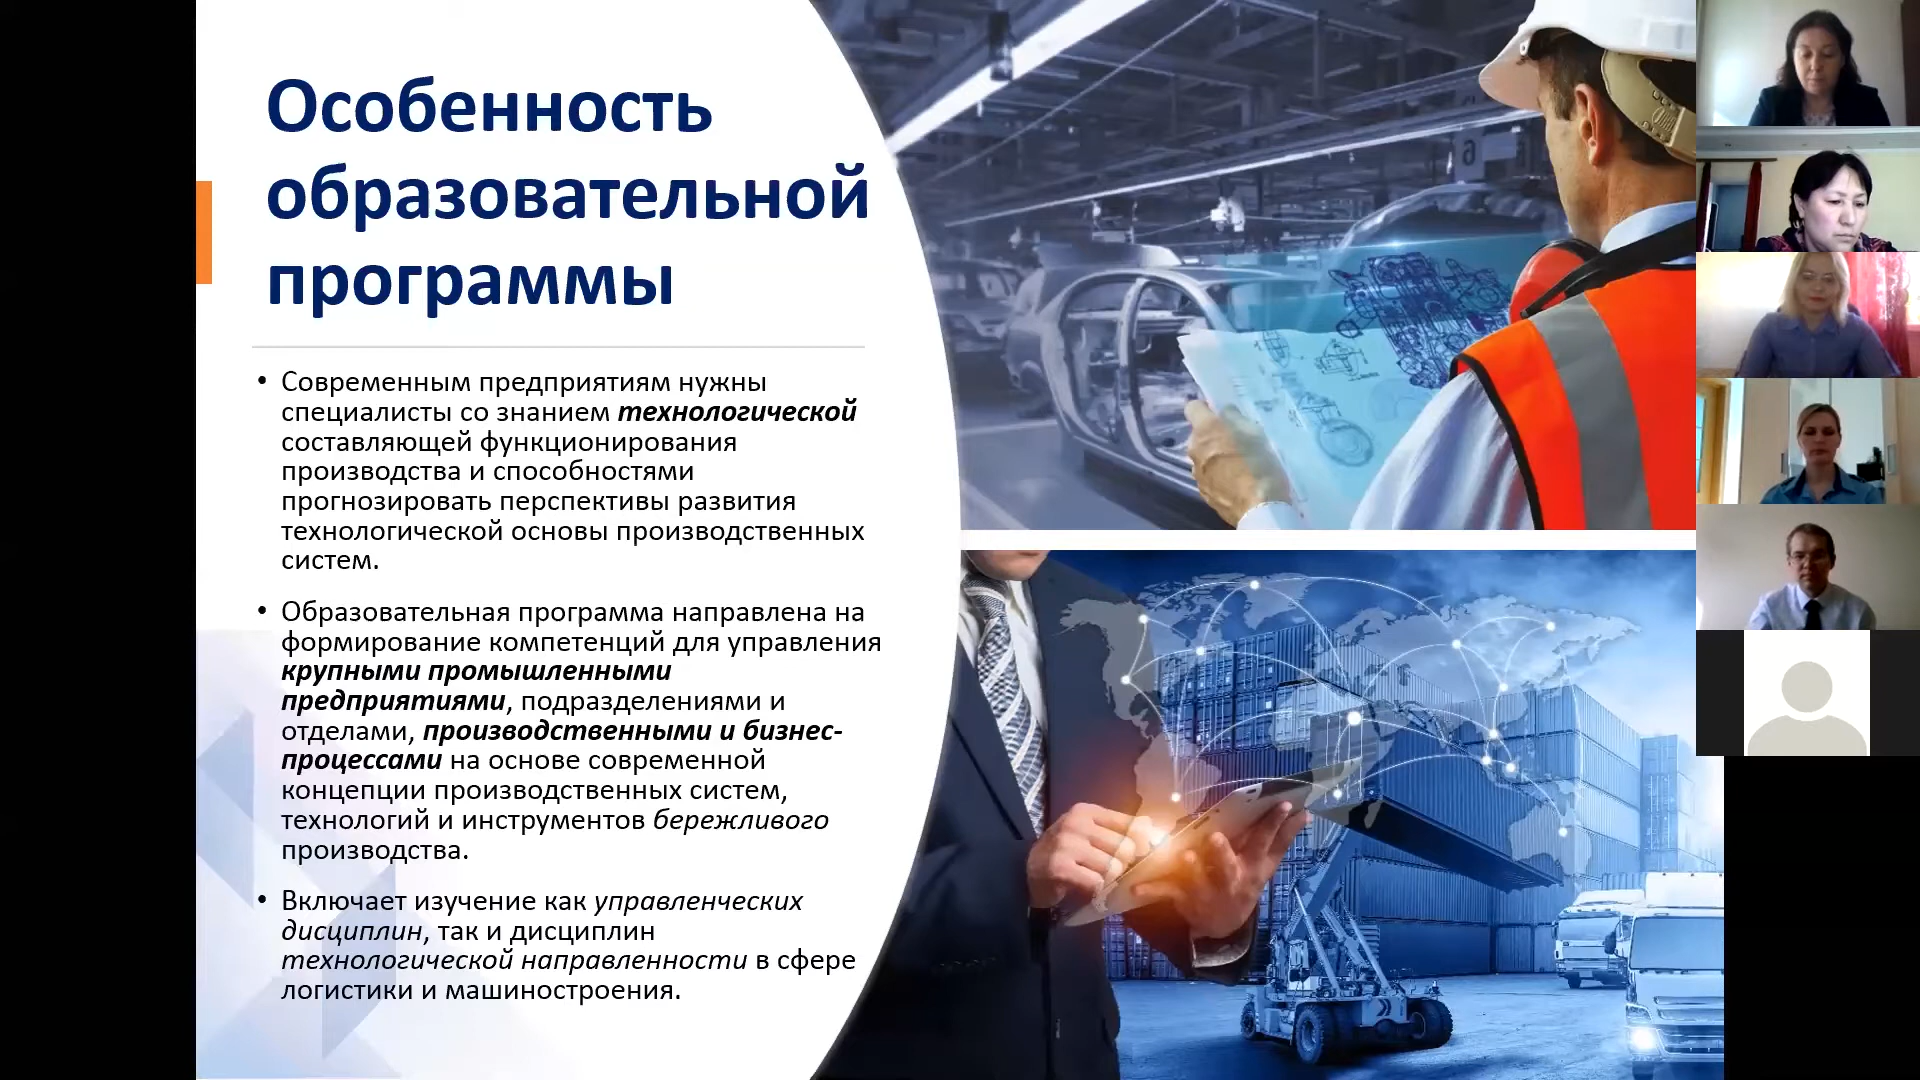 Особенность
образовательной
программы
• Современным предприятиям нужны
специалисты со знанием технологической
составляющей функционирования
производства и способностями
прогнозировать перспективы развития
технологической основы производственных
систем.
• Образовательная программа направлена на
формирование компетенций для управления
крупными промышленными
предприятиями, подразделениями и
отделами, производственными и бизнес-
процессами на основе современной
концепции производственных систем,
технологий и инструментов бережливого
производства.
• Включает изучение как управленческих
дисциплин, так и дисциплин
технологической направленности в сфере
логистики и машиностроения.